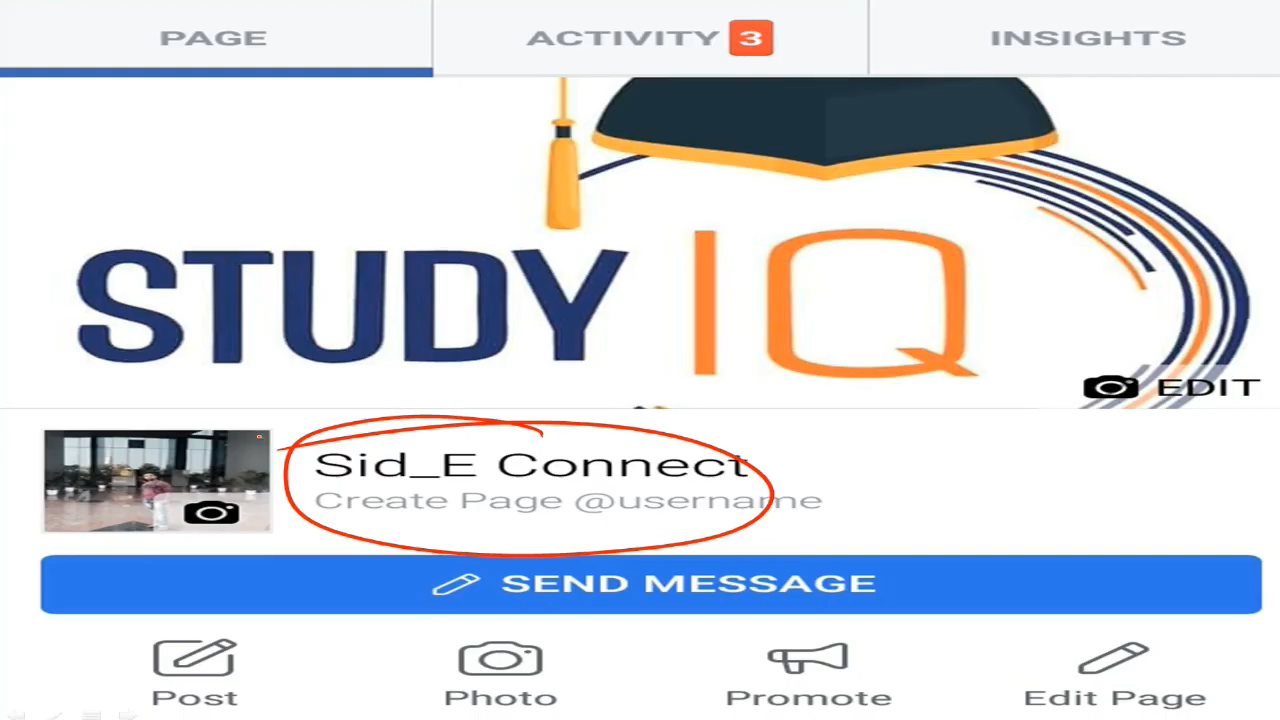 PAGE
ACTIVITY 3
INSIGHTS
STUDY IQ
EDIT
Sid_E Connect
Create Page @username
SEND MESSAGE
Post
Photo
Promote
Edit Page